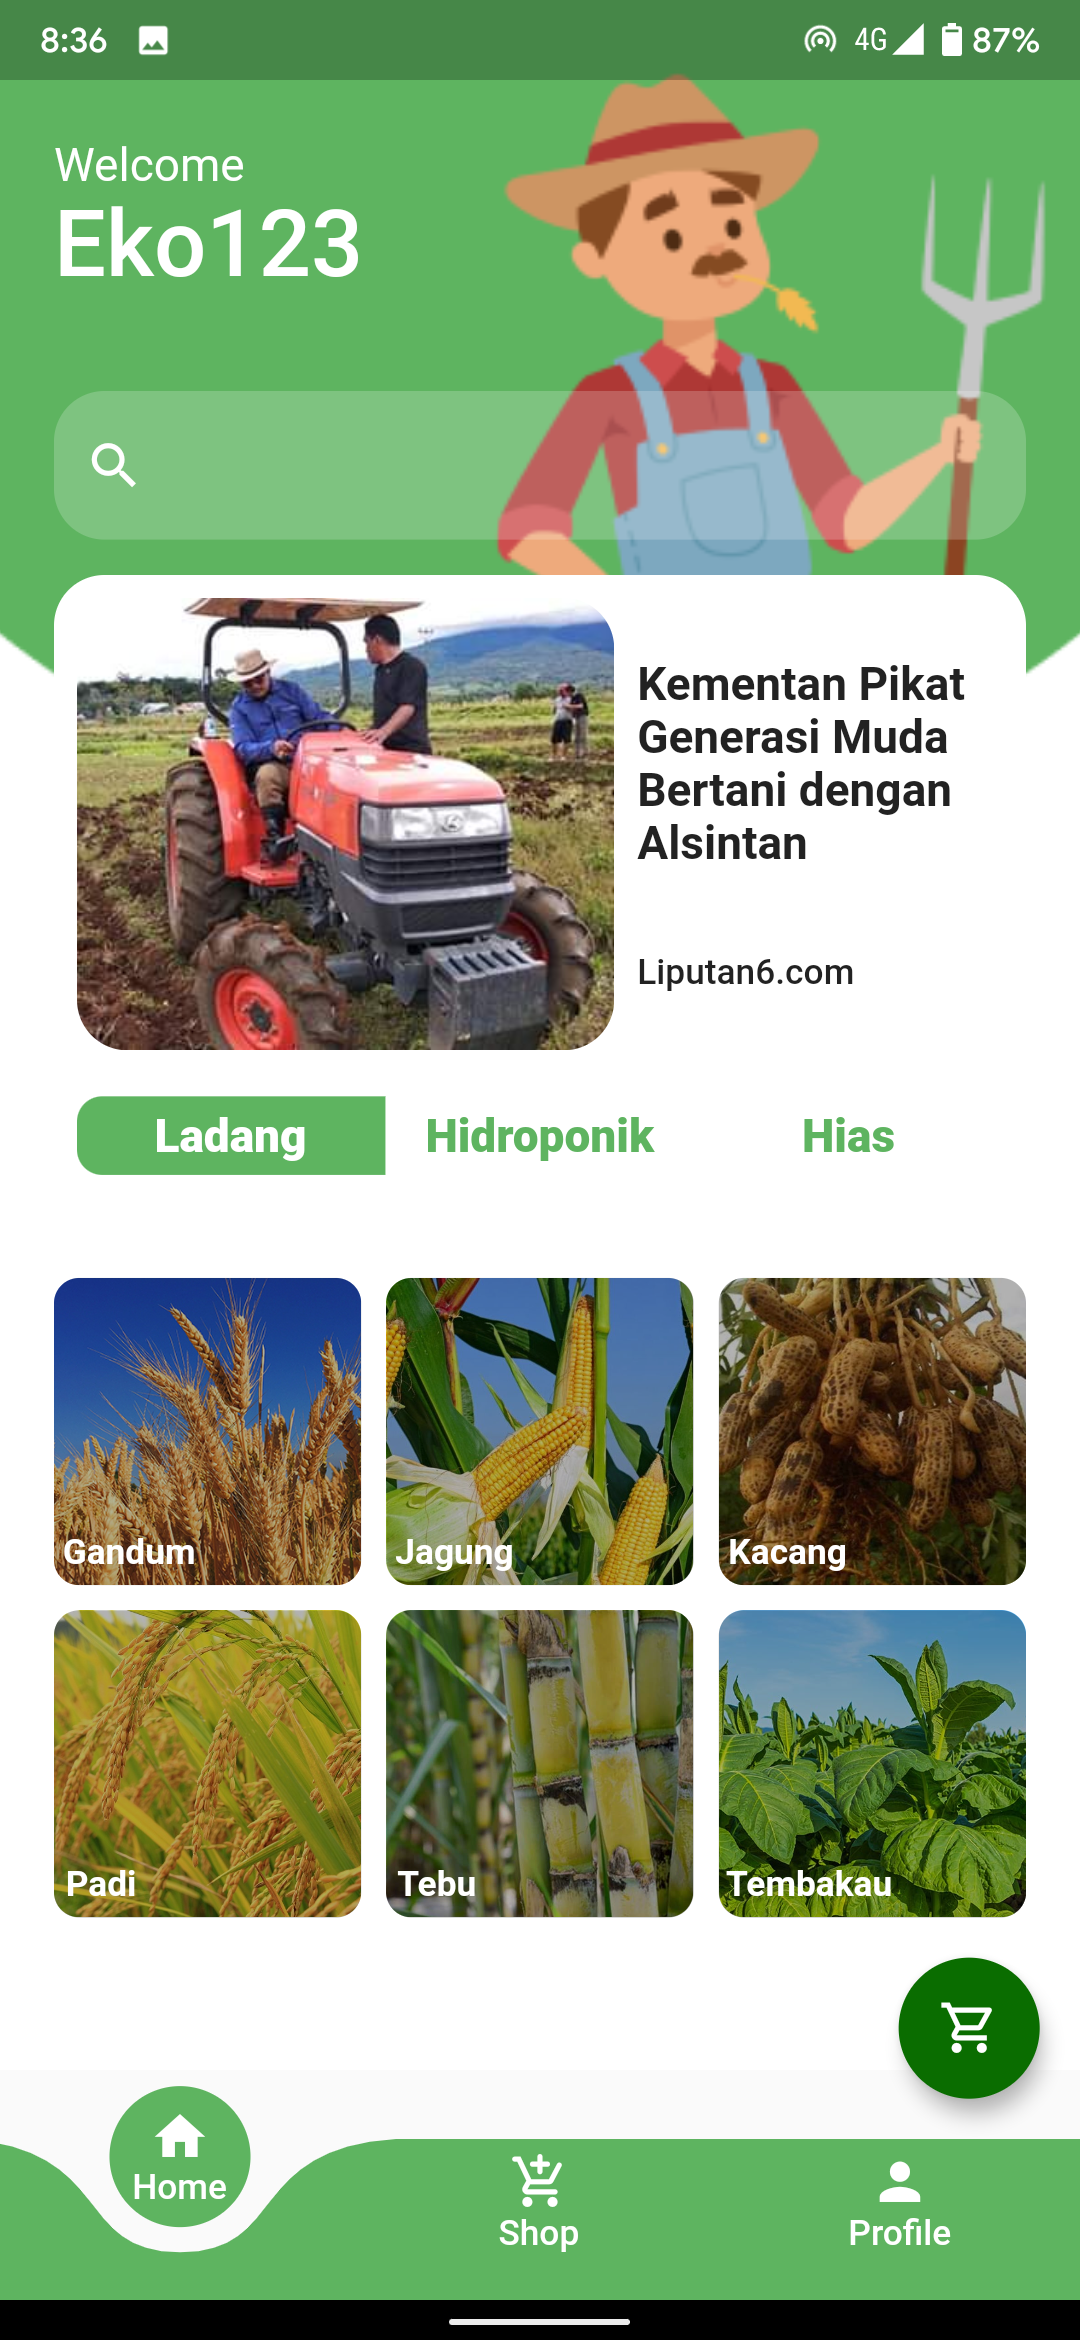 8:36
4G
87%
Welcome
Eko123
Kementan Pikat
Generasi Muda
Bertani dengan
Alsintan
Liputan6.com
Ladang
Hidroponik
Hias
Gandum
Jagung
Kacang
Padi
Tebu
Tembakau
Home
Shop
Profile